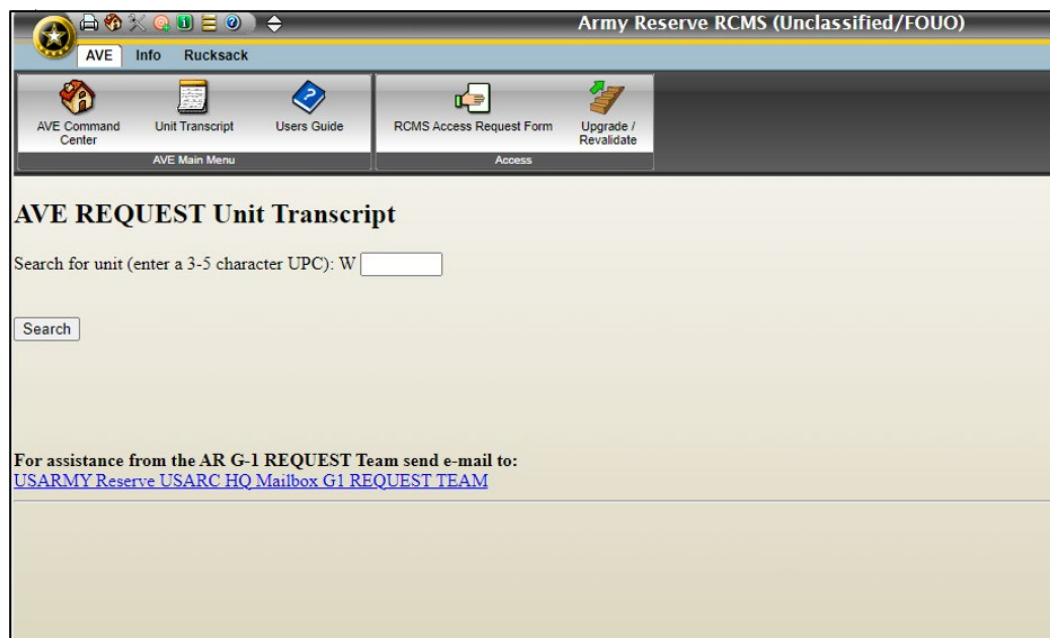 Army Reserve RCMS (Unclassified/FOUO)
AVE Info Rucksack
AVE Command Center
Unit Transcript
Users Guide
AVE Main Menu
RCMS Access Request Form
Upgrade / Revalidate
Access
AVE REQUEST Unit Transcript
Search for unit (enter a 3-5 character UPC): W
Search
For assistance from the AR G-1 REQUEST Team send e-mail to:
USARMY Reserve USARC HQ Mailbox G1 REQUEST TEAM